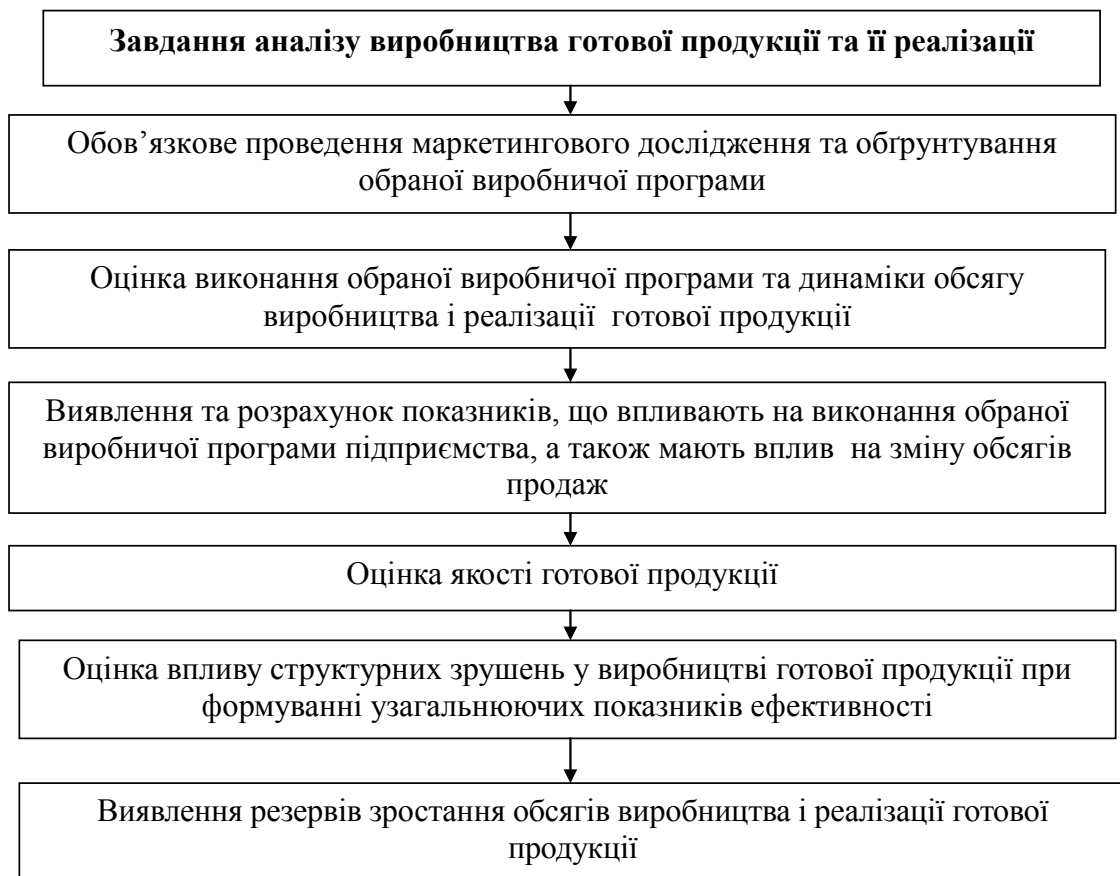 Завдання аналізу виробництва готової продукції та її реалізації
Обов’язкове проведення маркетингового дослідження та обґрунтування
обраної виробничої програми
Оцінка виконання обраної виробничої програми та динаміки обсягу
виробництва і реалізації готової продукції
Виявлення та розрахунок показників, що впливають на виконання обраної
виробничої програми підприємства, а також мають вплив на зміну обсягів
продаж
Оцінка якості готової продукції
Оцінка впливу структурних зрушень у виробництві готової продукції при
формуванні узагальнюючих показників ефективності
Виявлення резервів зростання обсягів виробництва і реалізації готової
продукції